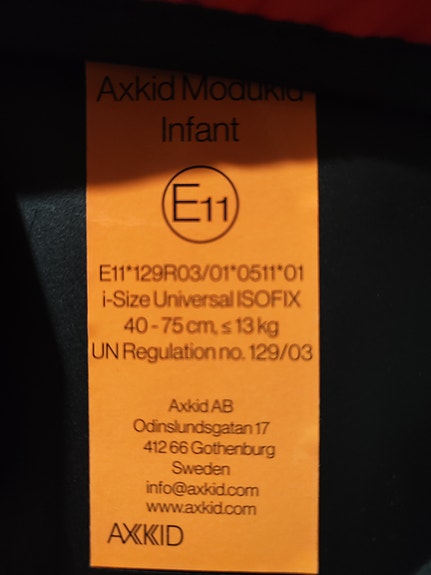 Axkid Modukid
Infant
E11
E11*129R03/01*0511*01
i-Size Universal ISOFIX
40 - 75 cm, ≤ 13 kg
UN Regulation no. 129/03
Axkid AB
Odinslundsgatan 17
412 66 Gothenburg
Sweden
info@axkid.com
www.axkid.com
AXKID